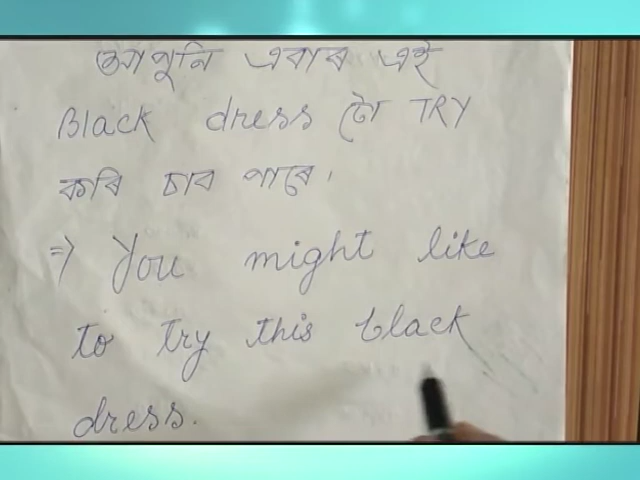 আপুনি এবাৰ এই
Black dress টো TRY
কৰি চাব পাৰে।
⇒ You might like
to try this black
dress.